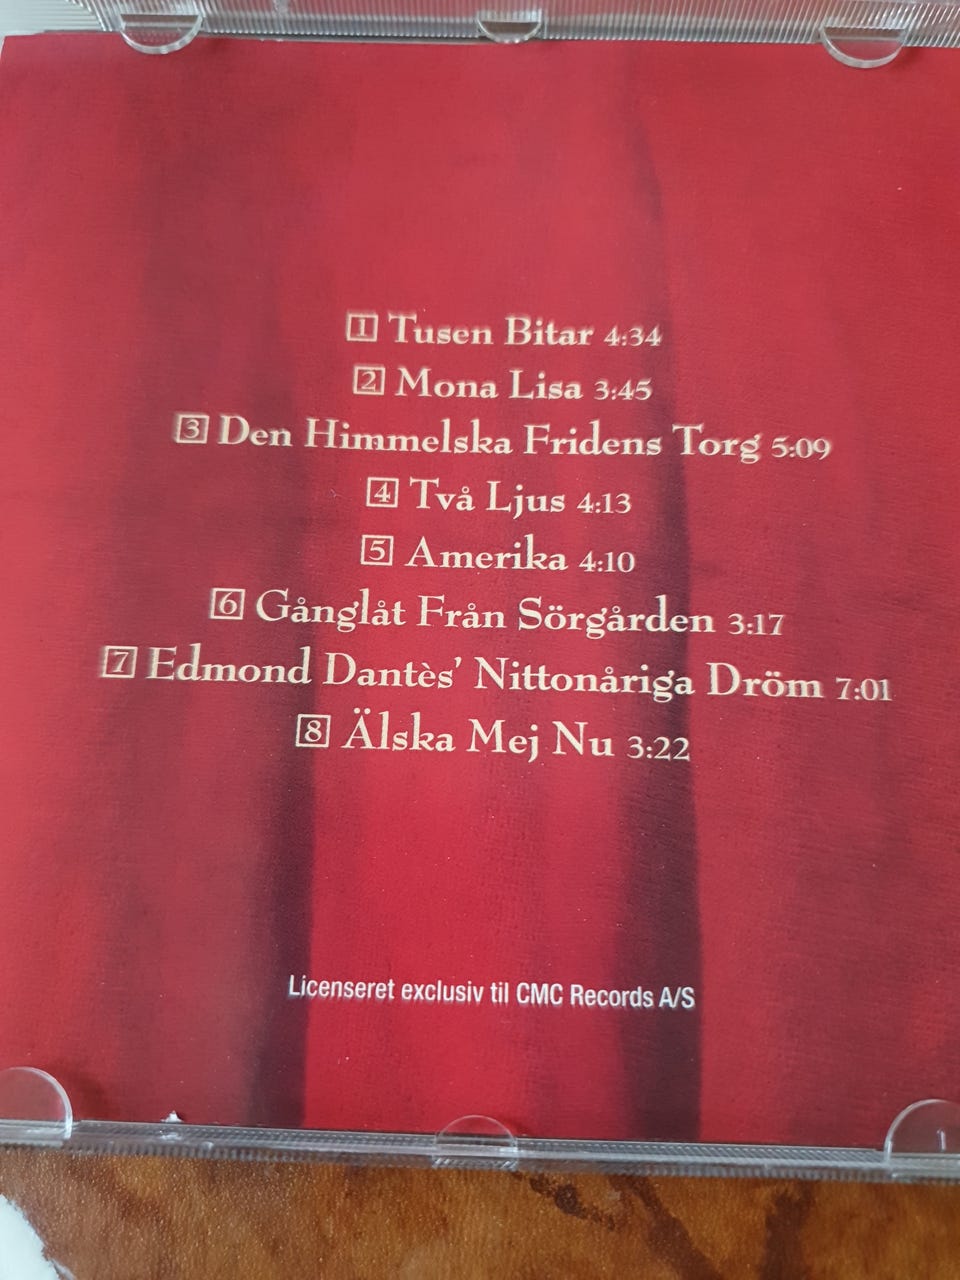 1 Tusen Bitar 4:34
2 Mona Lisa 3:45
3 Den Himmelska Fridens Torg 5:09
4 Två Ljus 4:13
5 Amerika 4:10
6 Gånglåt Från Sörgården 3:17
7 Edmond Dantès' Nittonåriga Dröm 7:01
8 Älska Mej Nu 3:22
Licenseret exclusiv til CMC Records A/S
1